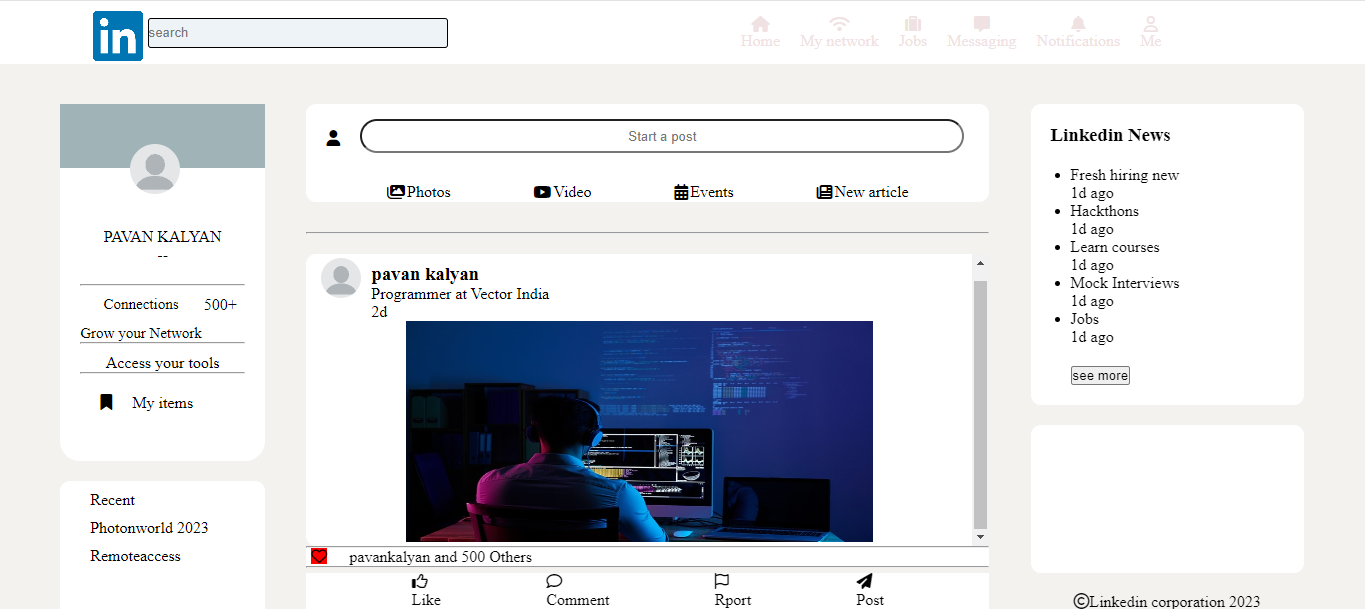 in
search
Home
My network
Jobs
Messaging
Notifications
Me
PAVAN KALYAN
--
Connections 500+
Grow your Network
Access your tools
My items
Recent
Photonworld 2023
Remoteaccess
Start a post
Photos
Video
Events
New article
pavan kalyan
Programmer at Vector India
2d
pavankalyan and 500 Others
Like
Comment
Rport
Post
Linkedin News
Fresh hiring new
1d ago
Hackthons
1d ago
Learn courses
1d ago
Mock Interviews
1d ago
Jobs
1d ago
see more
©Linkedin corporation 2023